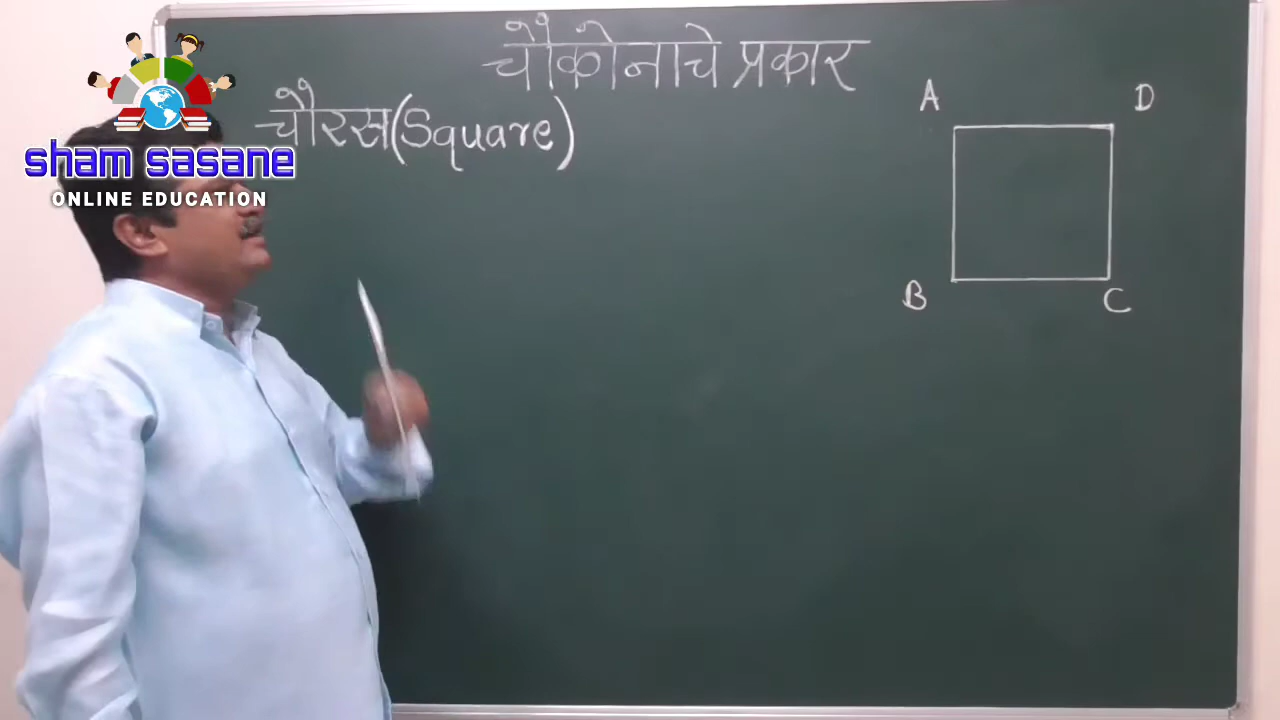 चौकोनाचे प्रकार
चौरस(Square)
A
D
B
C
sham sasane
ONLINE EDUCATION